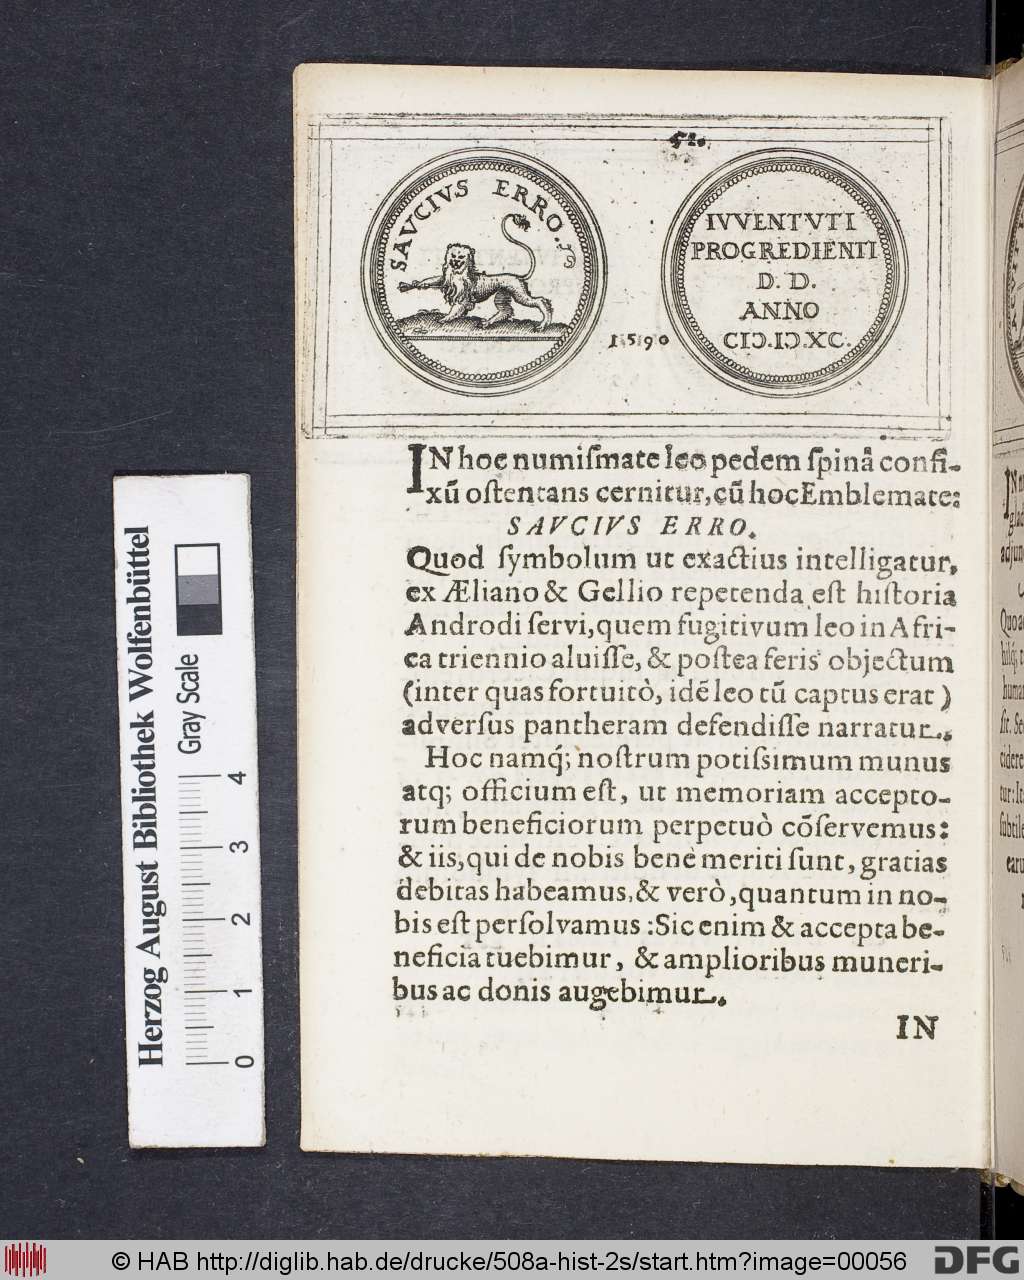 52.
SAVCIVS ERRO.
IVVENTVTI
PROGREDIENTI
D. D.
ANNO
CIↃ.IↃ.XC.
1590
IN hoc numiſmate leo pedem ſpinâ confi-
xũ oſtentans cernitur, cũ hoc Emblemate:
SAVCIVS ERRO.
Quod ſymbolum ut exactius intelligatur,
ex Æliano & Gellio repetenda eſt hiſtoria
Androdi ſervi, quem fugitivum leo in Afri-
ca triennio aluiſſe, & poſtea feris objectum
(inter quas fortuitò, idẽ leo tũ captus erat)
adverſus pantheram defendiſſe narratur.
Hoc namq́; noſtrum potiſsimum munus
atq; officium eſt, ut memoriam accepto-
rum beneficiorum perpetuò cõſervemus:
& iis, qui de nobis benè meriti ſunt, gratias
debitas habeamus, & verò, quantum in no-
bis eſt perſolvamus: Sic enim & accepta be-
neficia tuebimur, & amplioribus muneri-
bus ac donis augebimur.
IN
Herzog August Bibliothek Wolfenbüttel
Gray Scale
0 1 2 3 4
© HAB http://diglib.hab.de/drucke/508a-hist-2s/start.htm?image=00056
DFG